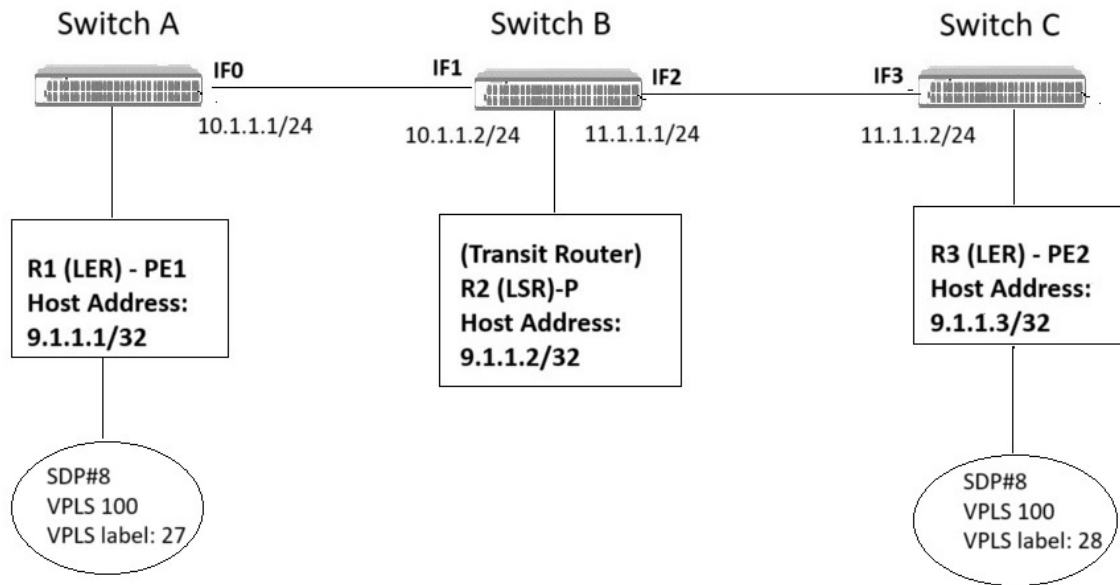 Switch A
Switch B
Switch C
IF0
IF1
IF2
IF3
10.1.1.1/24
10.1.1.2/24
11.1.1.1/24
11.1.1.2/24
R1 (LER) - PE1
Host Address:
9.1.1.1/32
(Transit Router)
R2 (LSR)-P
Host Address:
9.1.1.2/32
R3 (LER) - PE2
Host Address:
9.1.1.3/32
SDP#8
VPLS 100
VPLS label: 27
SDP#8
VPLS 100
VPLS label: 28